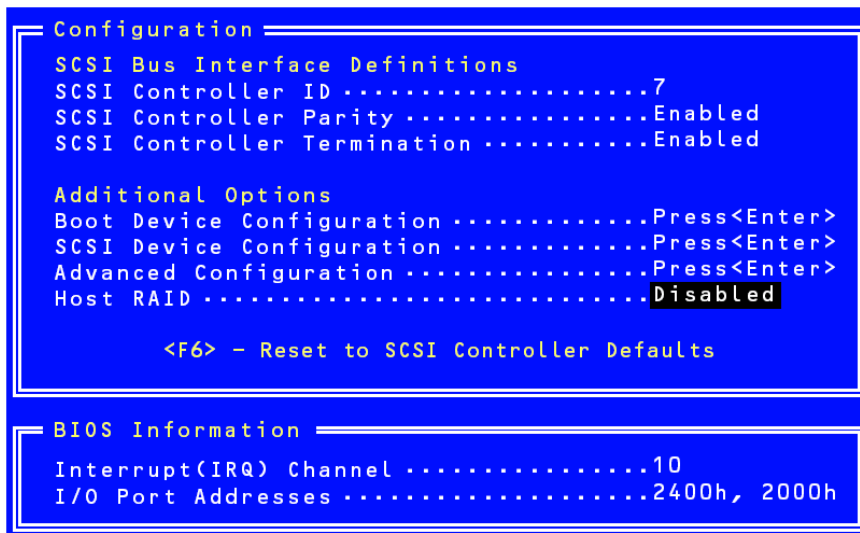 Configuration
SCSI Bus Interface Definitions
SCSI Controller ID ····················7
SCSI Controller Parity ················Enabled
SCSI Controller Termination ···········Enabled
Additional Options
Boot Device Configuration ·············Press<Enter>
SCSI Device Configuration ·············Press<Enter>
Advanced Configuration ················Press<Enter>
Host RAID ·····························Disabled
<F6> – Reset to SCSI Controller Defaults
BIOS Information
Interrupt(IRQ) Channel ················10
I/O Port Addresses ····················2400h, 2000h